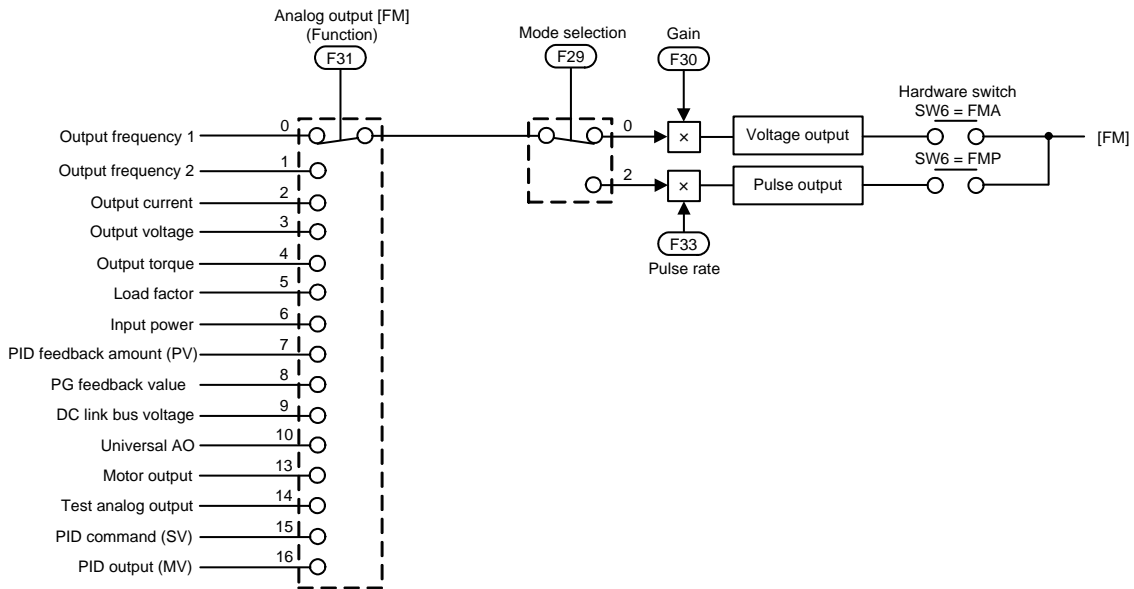 Analog output [FM]
(Function)
F31
Mode selection
F29
Gain
F30
Hardware switch
SW6 = FMA
Output frequency 1
0
0
×
Voltage output
[FM]
SW6 = FMP
Output frequency 2
1
2
×
Pulse output
Output current
2
Output voltage
3
F33
Pulse rate
Output torque
4
Load factor
5
Input power
6
PID feedback amount (PV)
7
PG feedback value
8
DC link bus voltage
9
Universal AO
10
Motor output
13
Test analog output
14
PID command (SV)
15
PID output (MV)
16